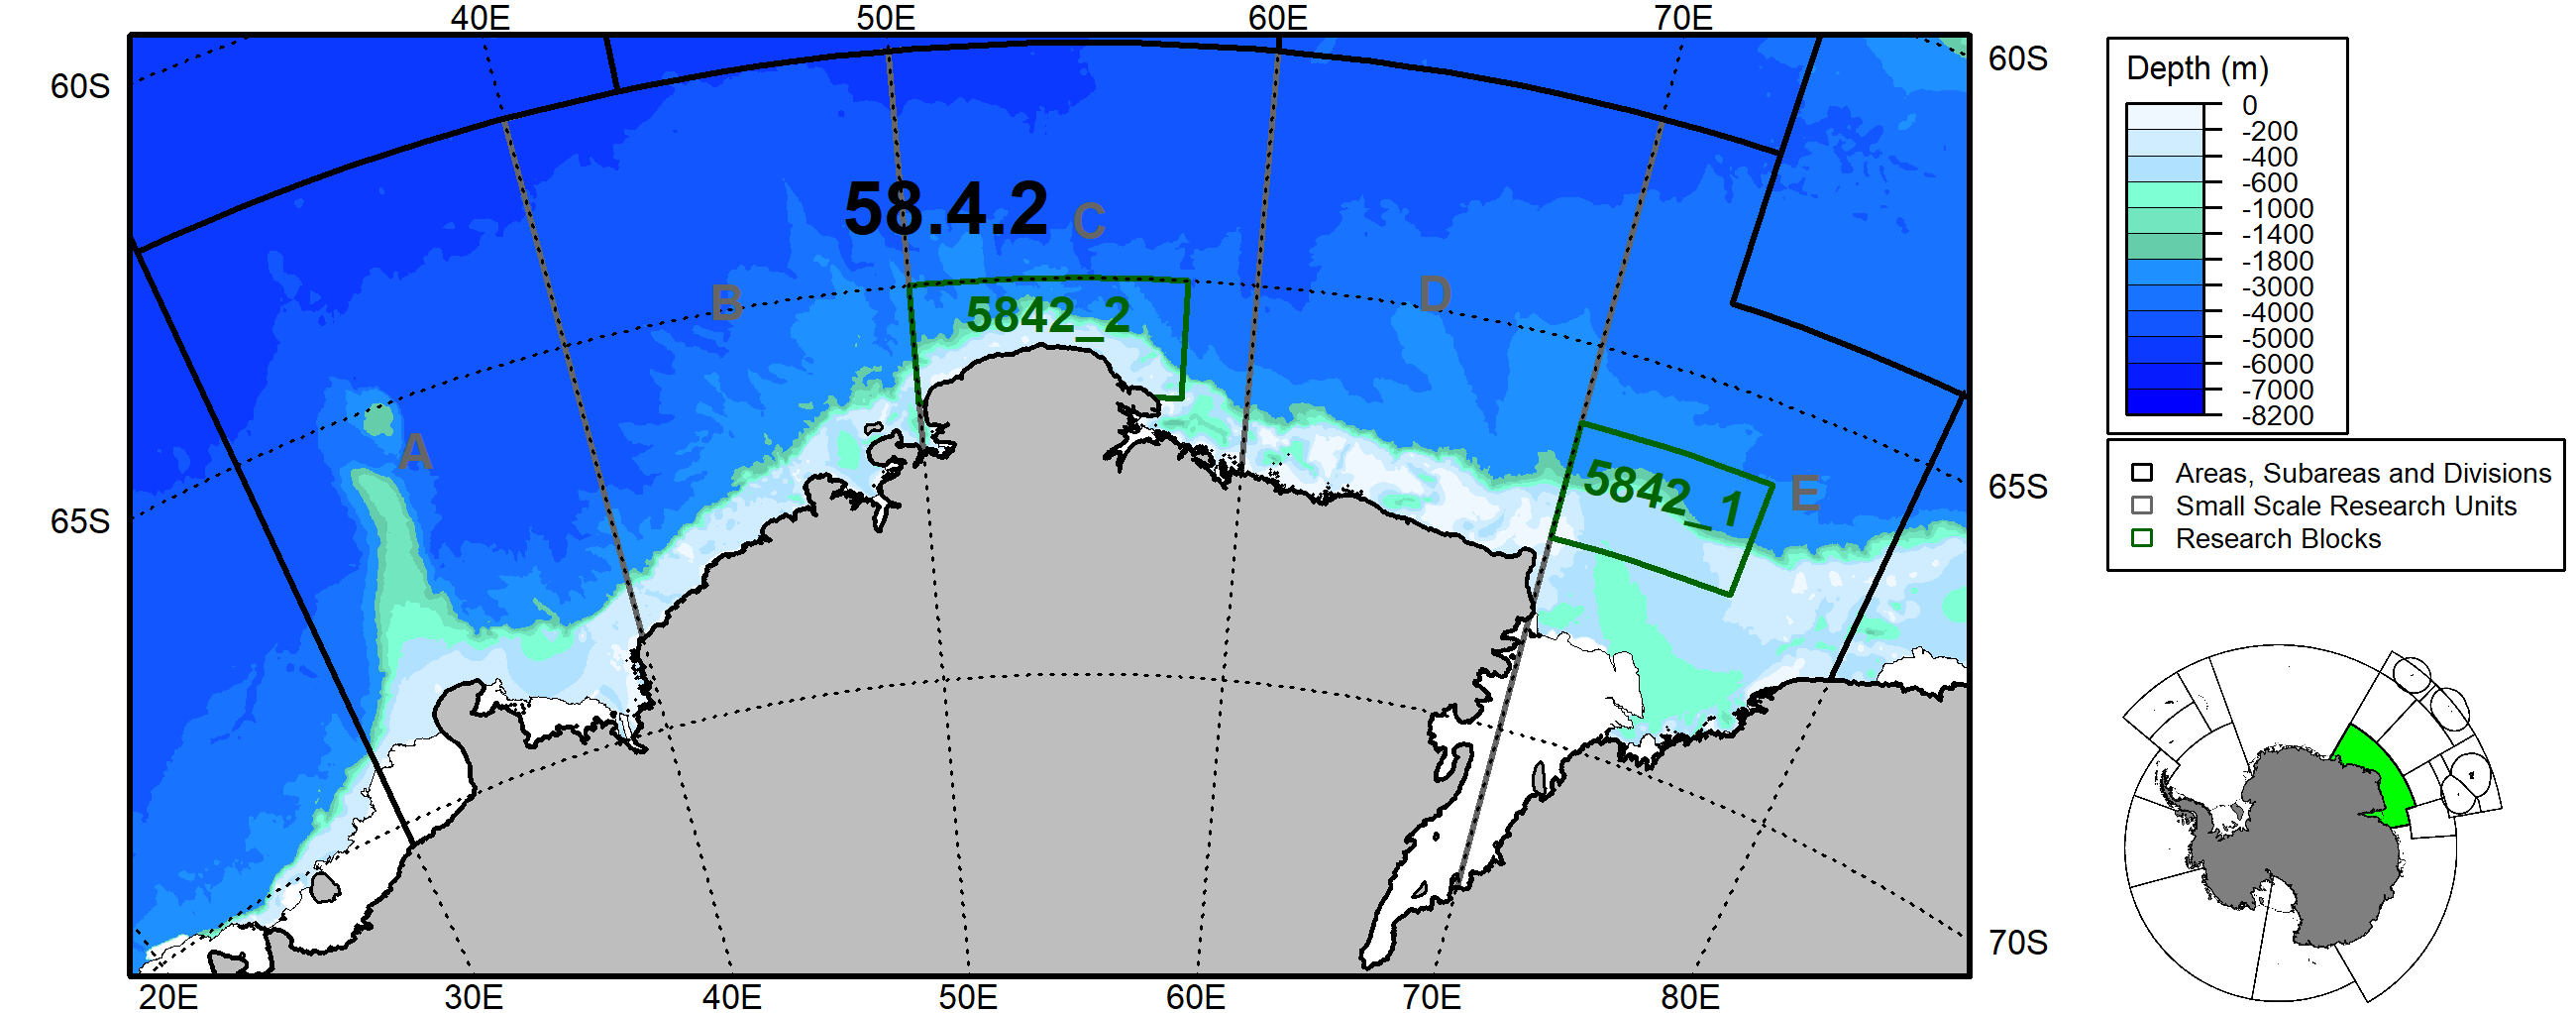 40E
50E
60E
70E
60S
60S
65S
65S
70S
58.4.2
A
B
C
D
E
5842_2
5842_1
20E
30E
40E
50E
60E
70E
80E
Depth (m)
0
-200
-400
-600
-1000
-1400
-1800
-3000
-4000
-5000
-6000
-7000
-8200
Areas, Subareas and Divisions
Small Scale Research Units
Research Blocks